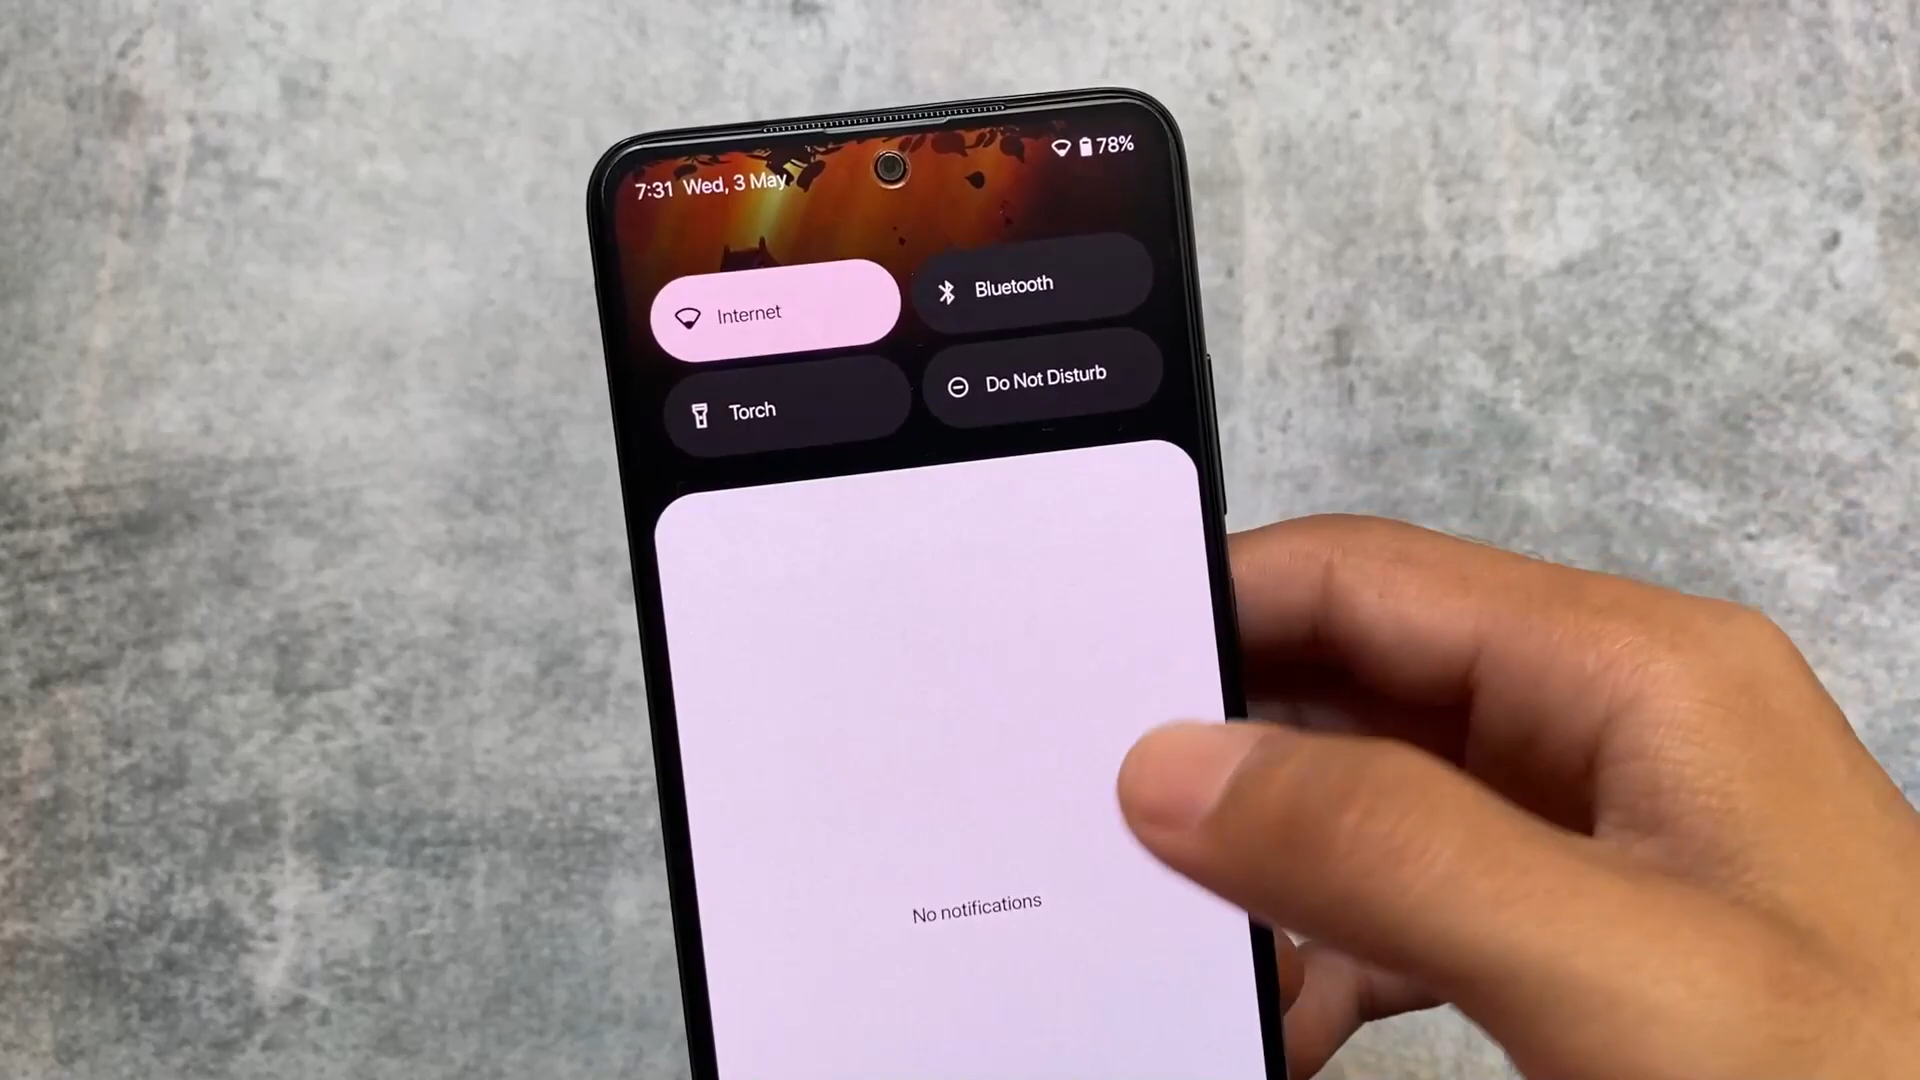 7:31 Wed, 3 May
78%
Internet
Bluetooth
Torch
Do Not Disturb
No notifications